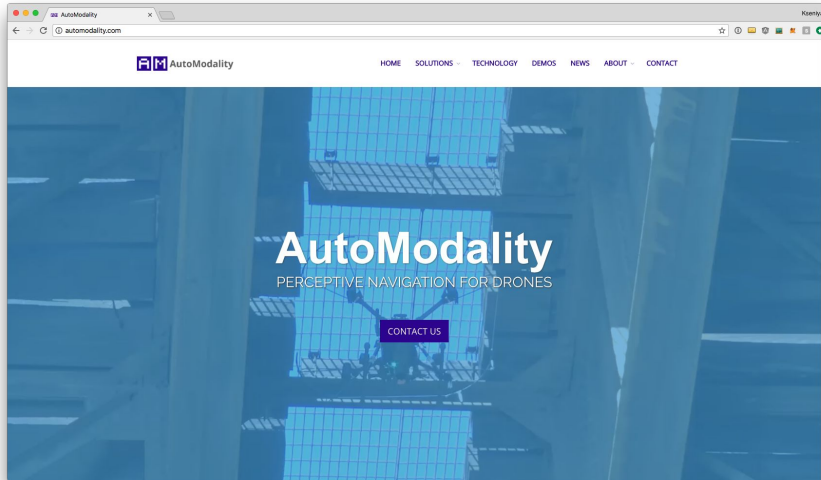 AutoModality
Kseniya
automodality.com
AM AutoModality
HOME SOLUTIONS TECHNOLOGY DEMOS NEWS ABOUT CONTACT
AutoModality
PERCEPTIVE NAVIGATION FOR DRONES
CONTACT US